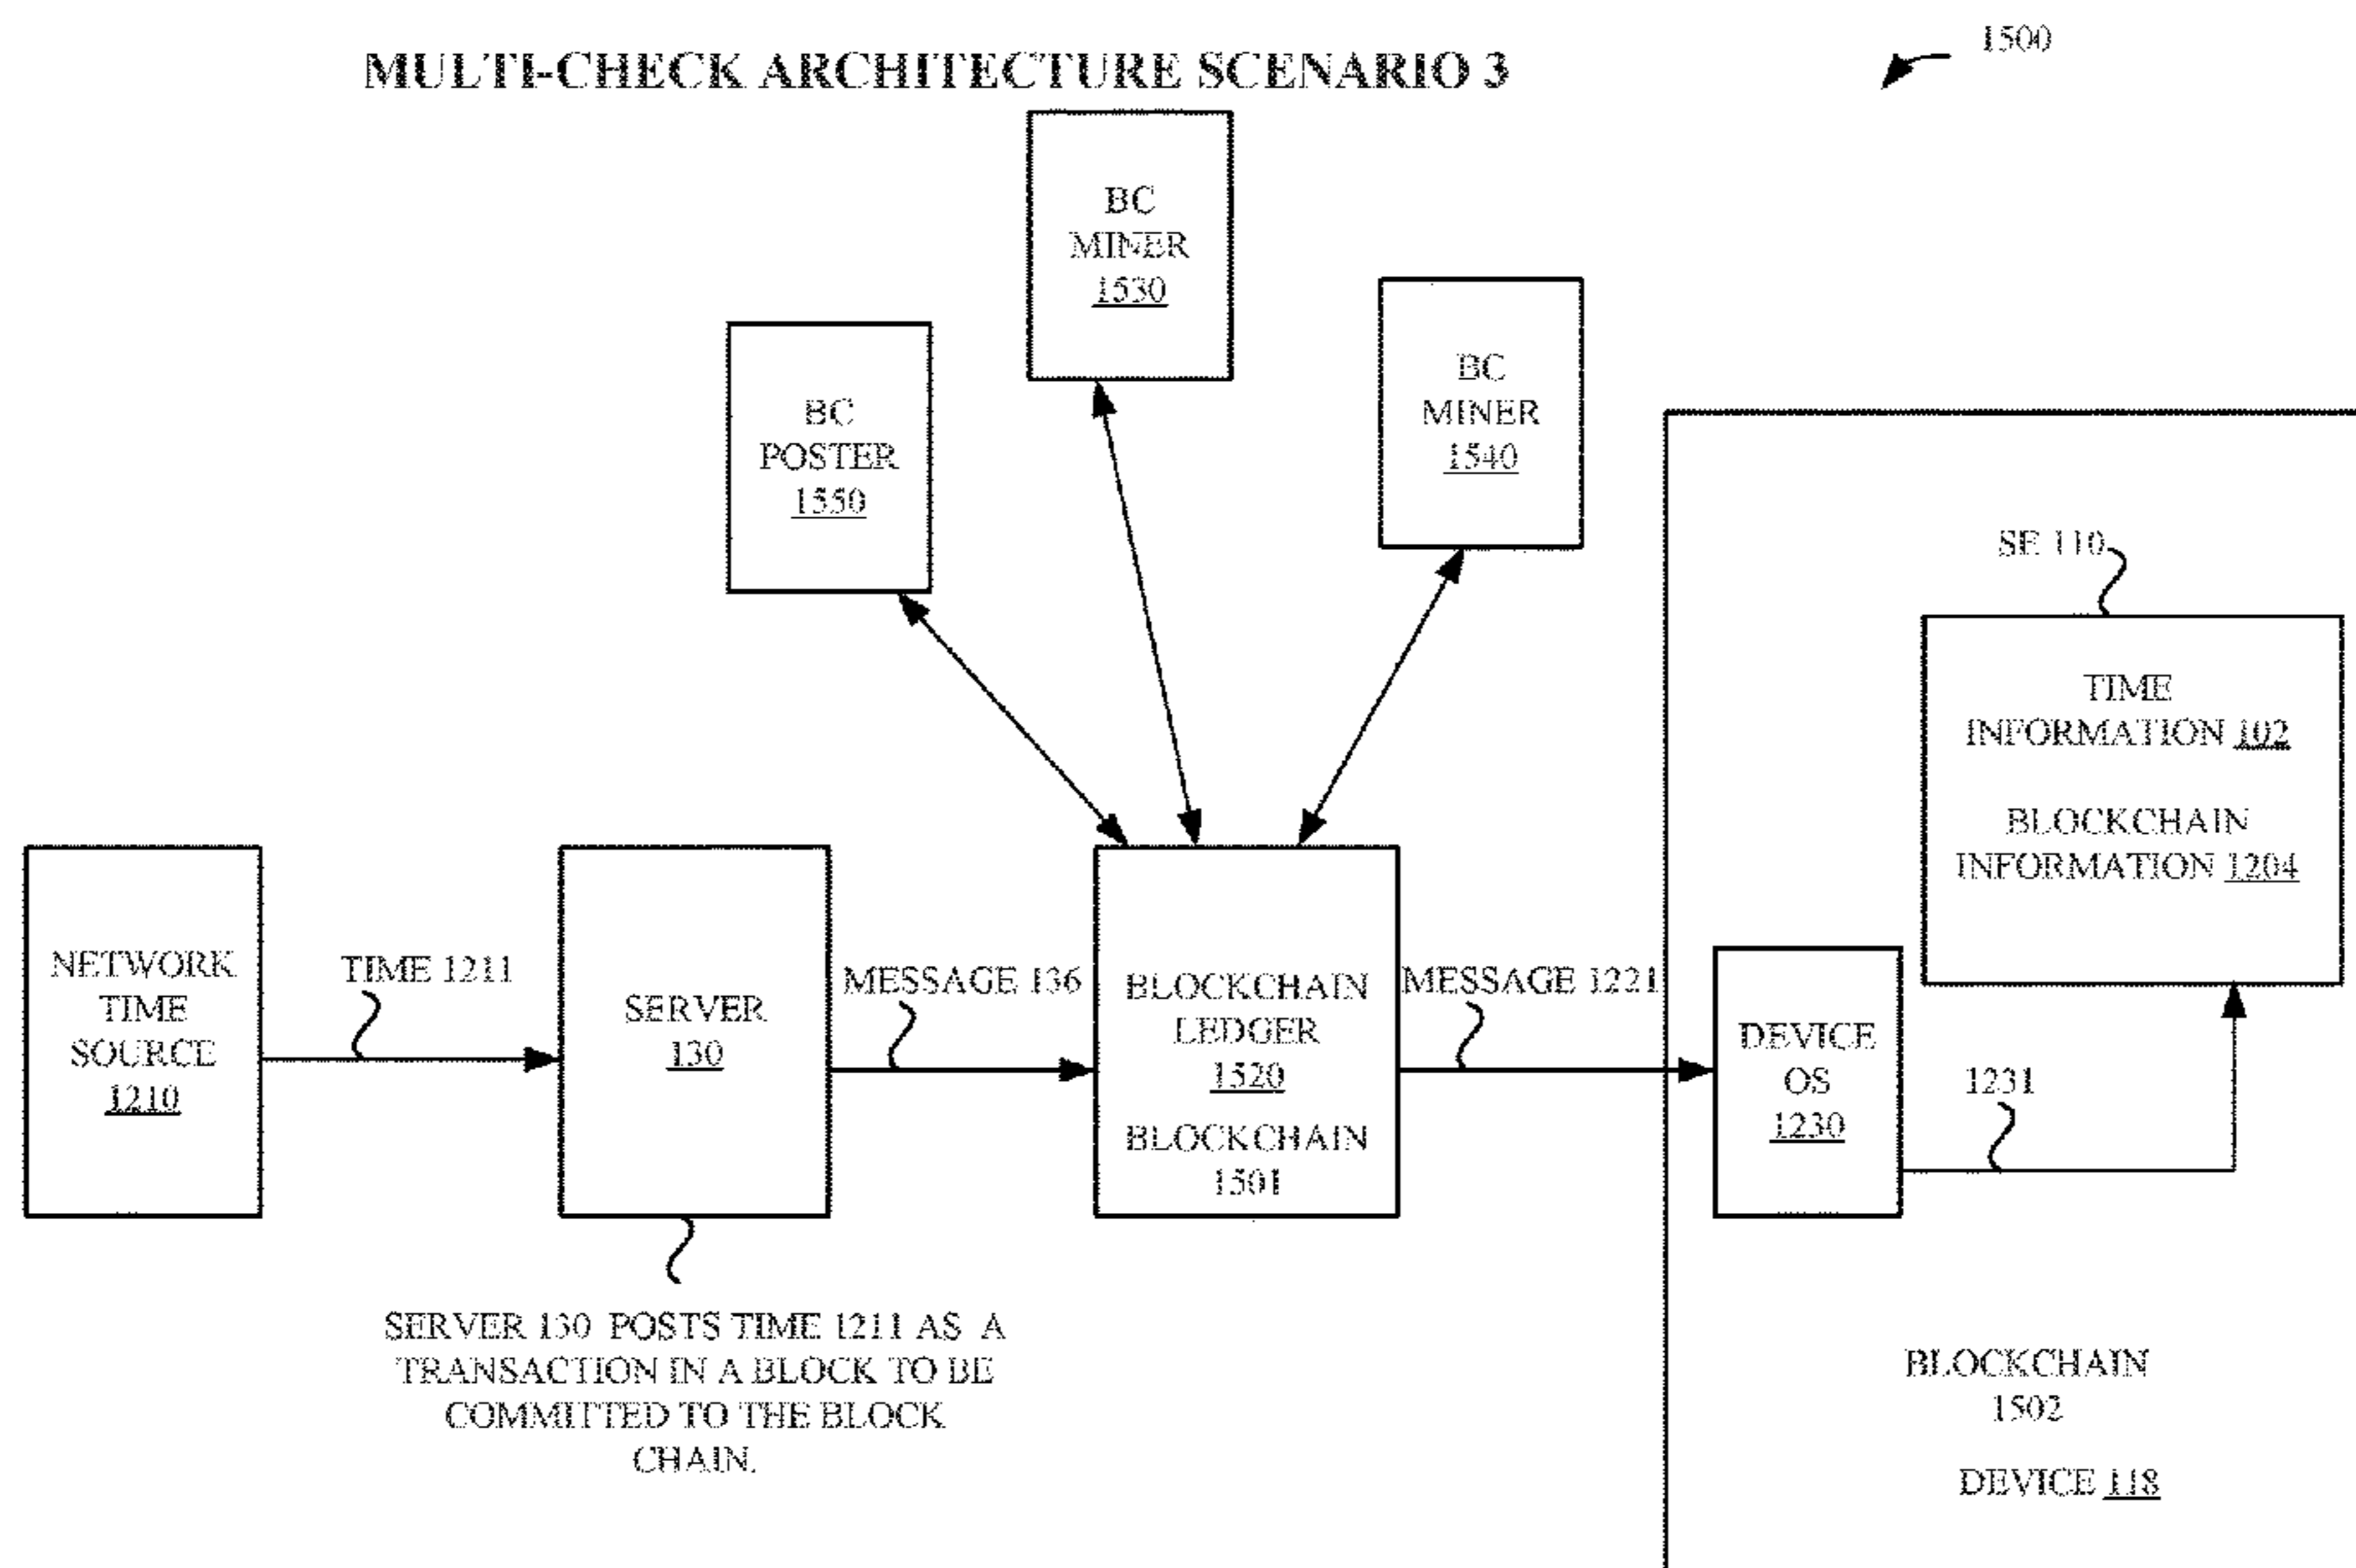 MULTI-CHECK ARCHITECTURE SCENARIO 3
1500
BC
MINER
1530
BC
POSTER
1550
BC
MINER
1540
SE 110
TIME
INFORMATION 102
BLOCKCHAIN
INFORMATION 1204
NETWORK
TIME
SOURCE
1210
TIME 1211
SERVER
130
MESSAGE 136
BLOCKCHAIN
LEDGER
1520
BLOCKCHAIN
1501
MESSAGE 1221
DEVICE
OS
1230
1231
SERVER 130 POSTS TIME 1211 AS A
TRANSACTION IN A BLOCK TO BE
COMMITTED TO THE BLOCK
CHAIN.
BLOCKCHAIN
1502
DEVICE 118